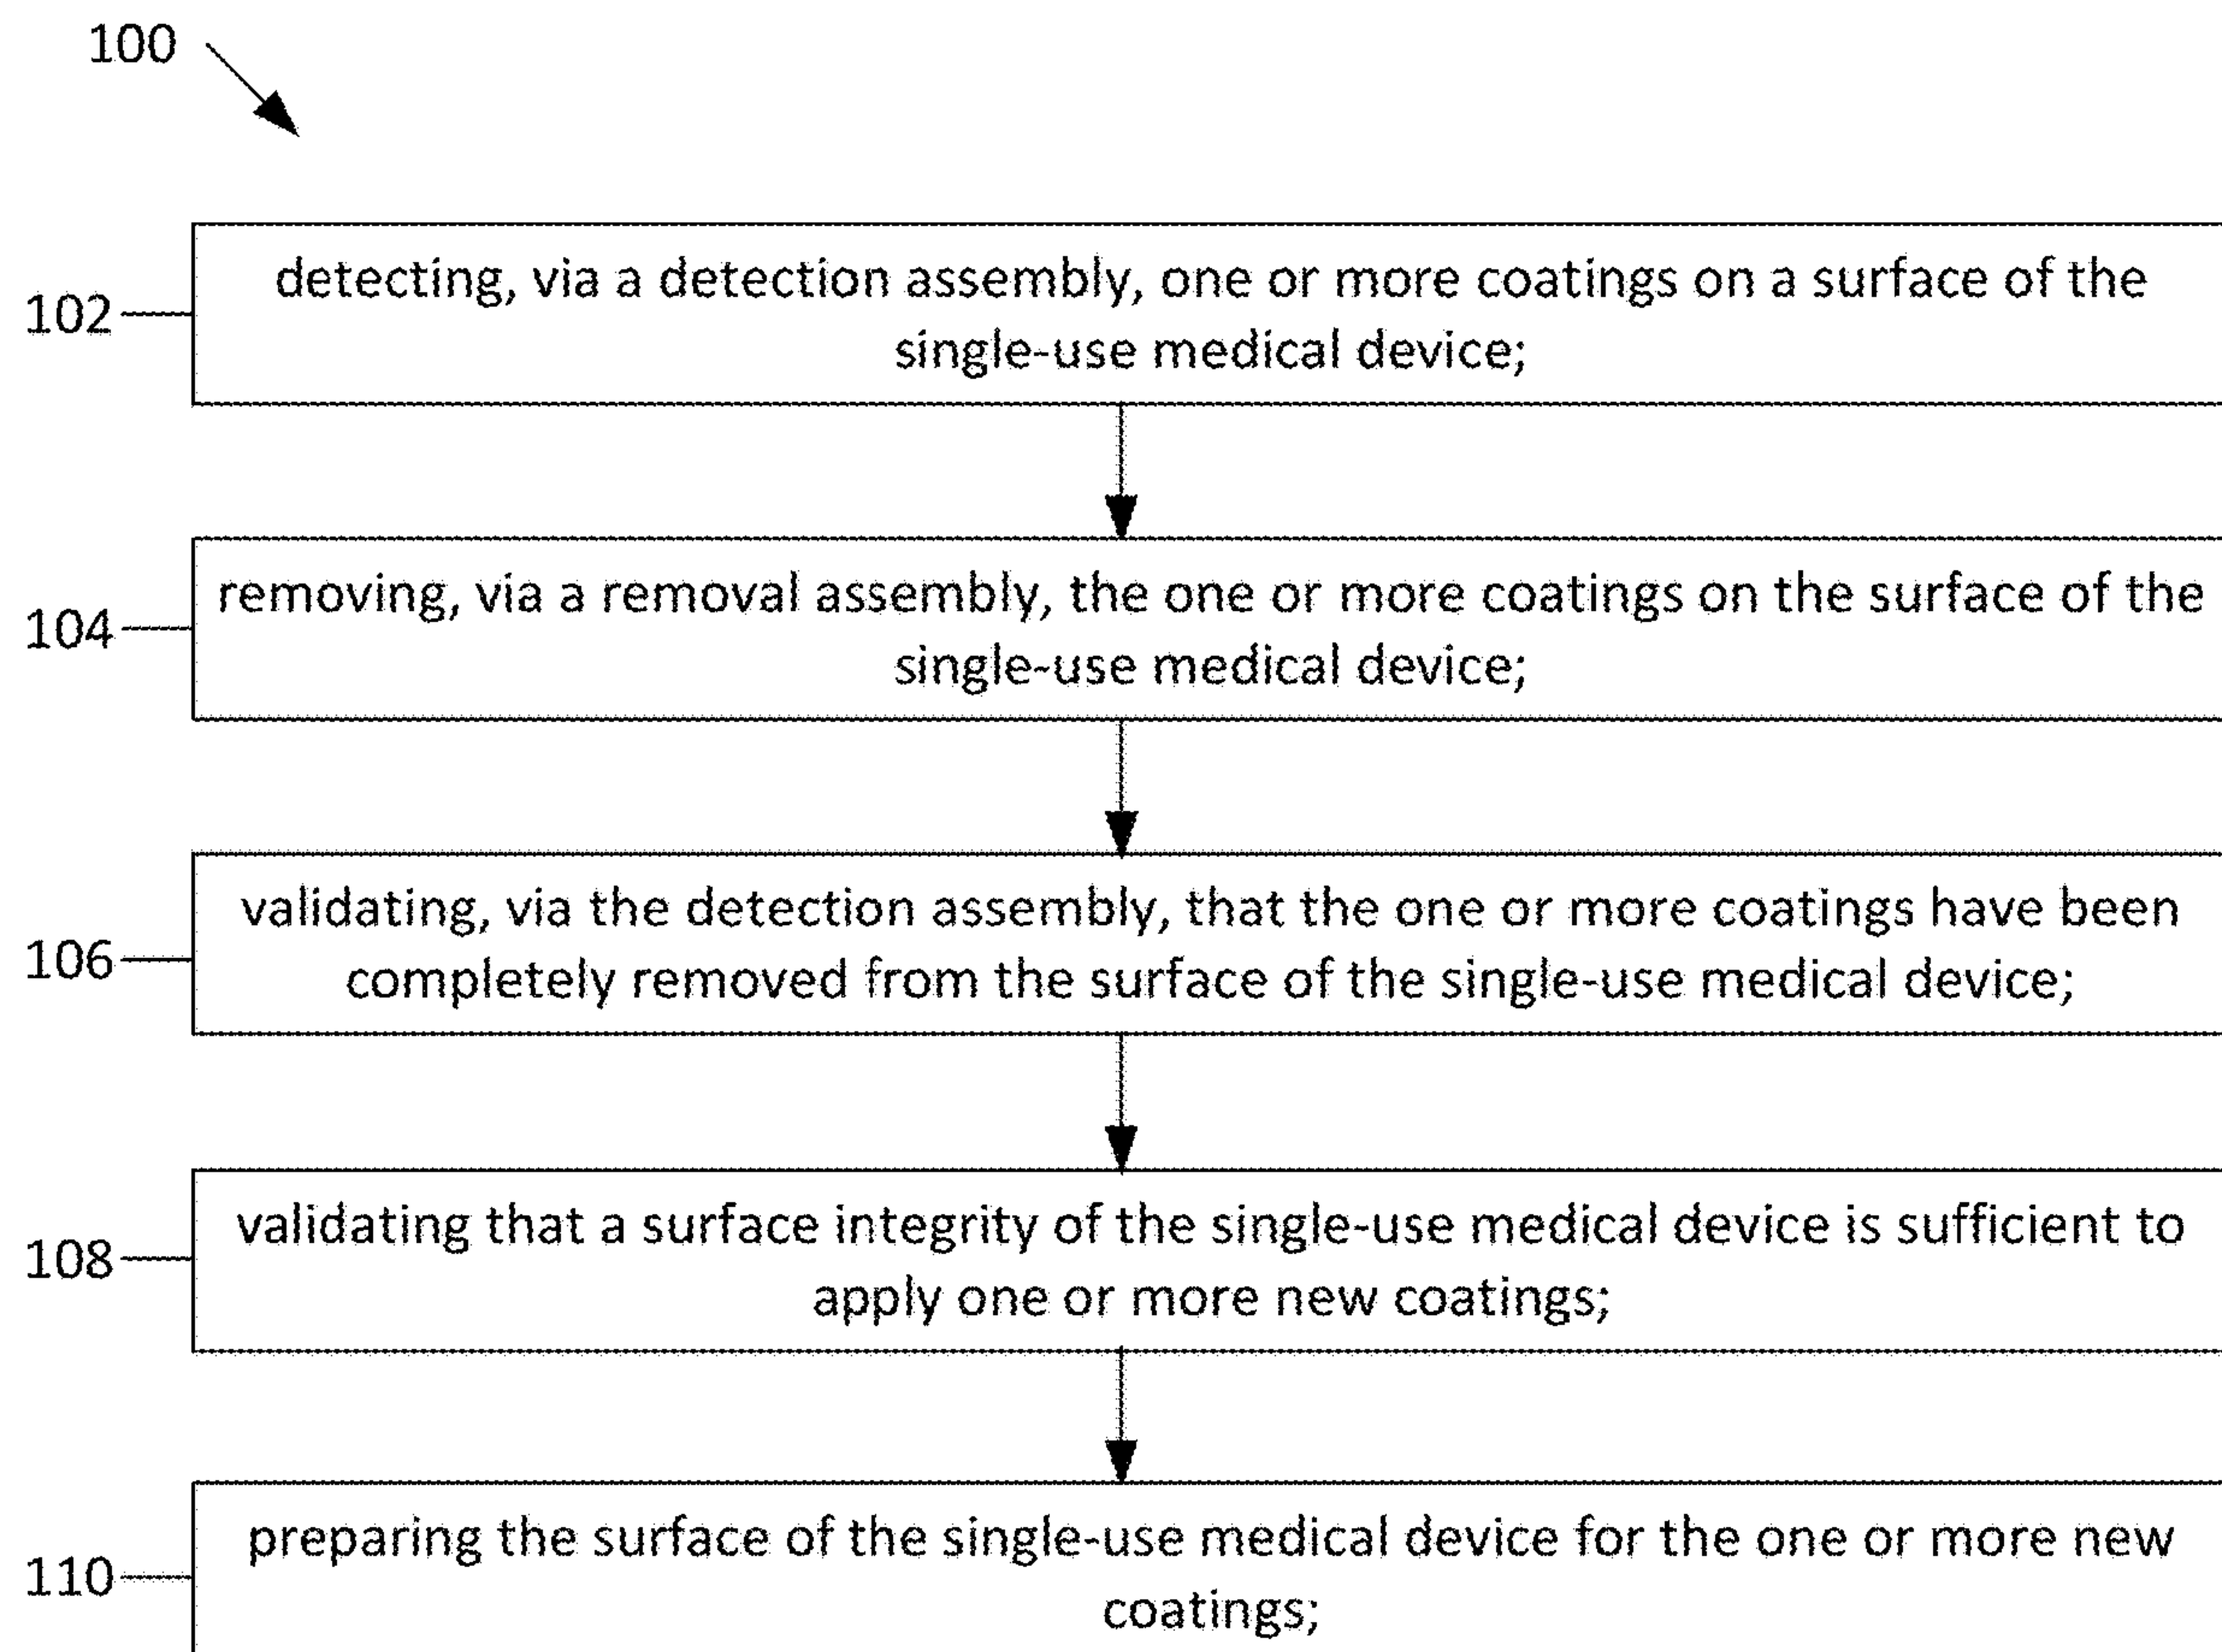 100
detecting, via a detection assembly, one or more coatings on a surface of the
102
single-use medical device;
removing, via a removal assembly, the one or more coatings on the surface of the
104
single-use medical device;
validating, via the detection assembly, that the one or more coatings have been
106
completely removed from the surface of the single-use medical device;
validating that a surface integrity of the single-use medical device is sufficient to
108
apply one or more new coatings;
preparing the surface of the single-use medical device for the one or more new
110
coatings;